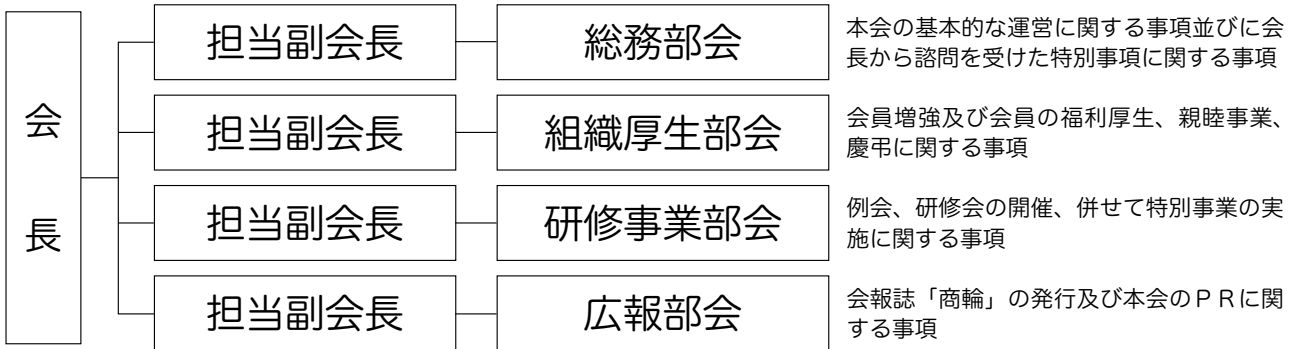 会長
担当副会長
総務部会
本会の基本的な運営に関する事項並びに会
長から諮問を受けた特別事項に関する事項
担当副会長
組織厚生部会
会員増強及び会員の福利厚生、親睦事業、
慶弔に関する事項
担当副会長
研修事業部会
例会、研修会の開催、併せて特別事業の実
施に関する事項
担当副会長
広報部会
会報誌「商輪」の発行及び本会のＰＲに関
する事項